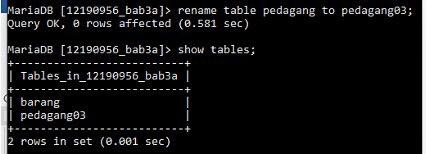 MariaDB [12190956_bab3a]> rename table pedagang to pedagang03;
Query OK, 0 rows affected (0.581 sec)
MariaDB [12190956_bab3a]> show tables;
+--------------------------+
| Tables_in_12190956_bab3a |
+--------------------------+
| barang                   |
| pedagang03               |
+--------------------------+
2 rows in set (0.001 sec)